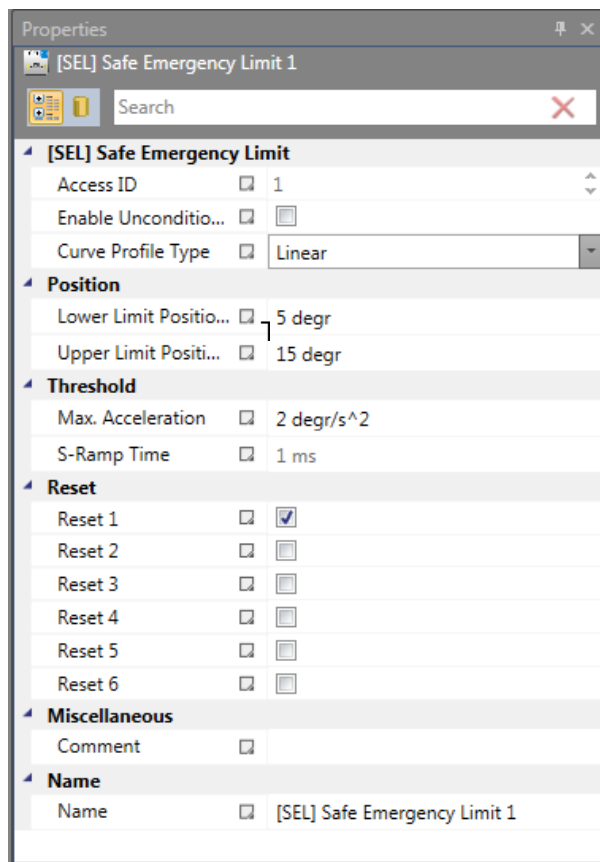 Properties
[SEL] Safe Emergency Limit 1
Search
[SEL] Safe Emergency Limit
Access ID 1
Enable Unconditio...
Curve Profile Type Linear
Position
Lower Limit Positio... 5 degr
Upper Limit Positi... 15 degr
Threshold
Max. Acceleration 2 degr/s^2
S-Ramp Time 1 ms
Reset
Reset 1
Reset 2
Reset 3
Reset 4
Reset 5
Reset 6
Miscellaneous
Comment
Name
Name [SEL] Safe Emergency Limit 1